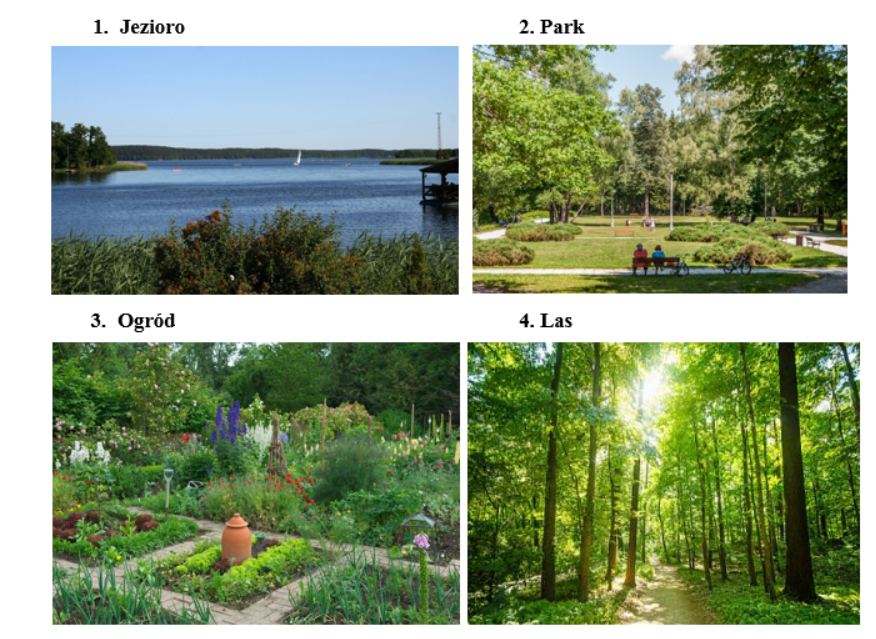 1. Jezioro
2. Park
3. Ogród
4. Las